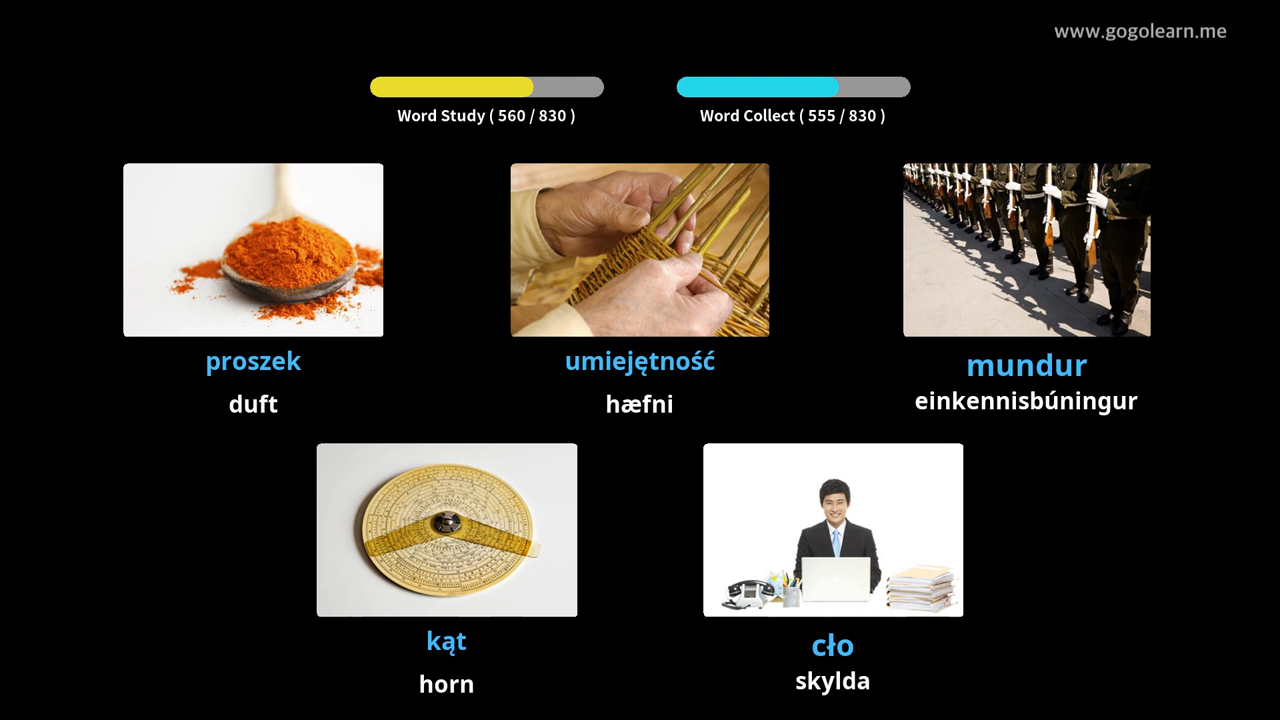 www.gogolearn.me
Word Study ( 560 / 830 )
Word Collect ( 555 / 830 )
proszek
duft
umiejętność
hæfni
mundur
einkennisbúningur
kąt
horn
cło
skylda